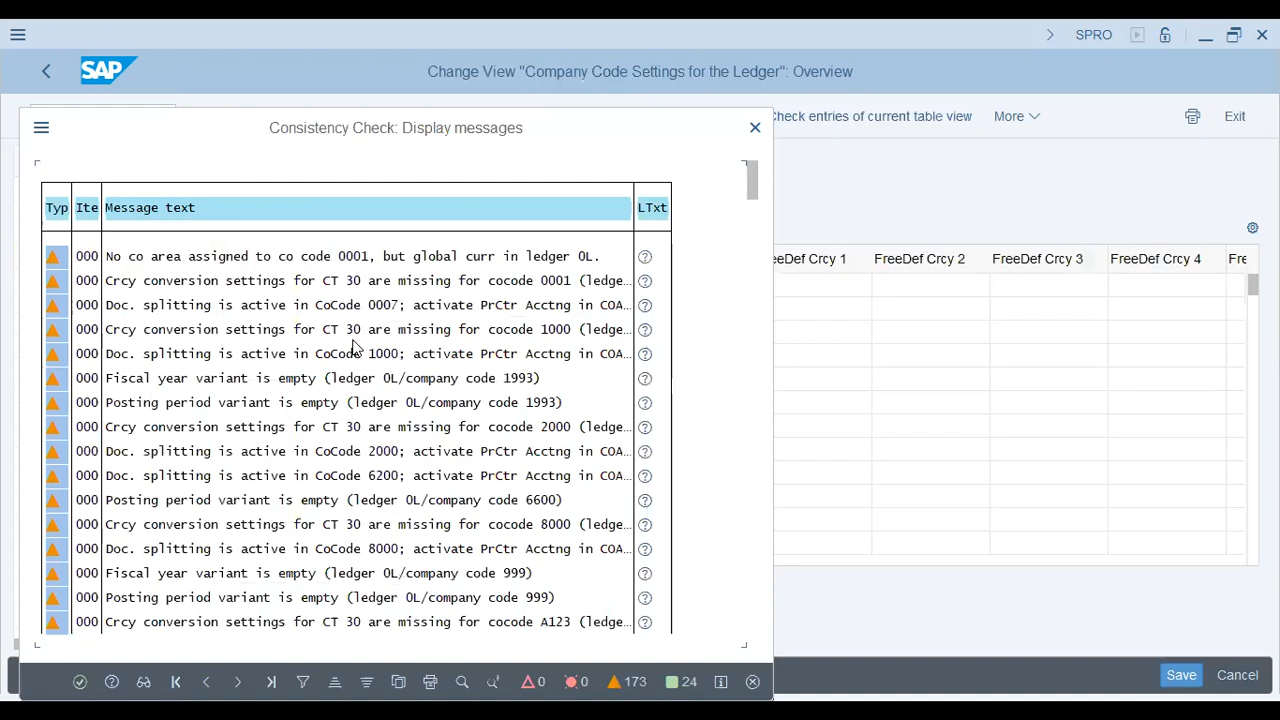 SPRO
SAP
Change View "Company Code Settings for the Ledger": Overview
Check entries of current table view
More
Exit
Consistency Check: Display messages
Typ Ite Message text LTxt
000 No co area assigned to co code 0001, but global curr in ledger 0L.
000 Crcy conversion settings for CT 30 are missing for cocode 0001 (ledge…
000 Doc. splitting is active in CoCode 0007; activate PrCtr Acctng in COA…
000 Crcy conversion settings for CT 30 are missing for cocode 1000 (ledge…
000 Doc. splitting is active in CoCode 1000; activate PrCtr Acctng in COA…
000 Fiscal year variant is empty (ledger 0L/company code 1993)
000 Posting period variant is empty (ledger 0L/company code 1993)
000 Crcy conversion settings for CT 30 are missing for cocode 2000 (ledge…
000 Doc. splitting is active in CoCode 2000; activate PrCtr Acctng in COA…
000 Doc. splitting is active in CoCode 6200; activate PrCtr Acctng in COA…
000 Posting period variant is empty (ledger 0L/company code 6600)
000 Crcy conversion settings for CT 30 are missing for cocode 8000 (ledge…
000 Doc. splitting is active in CoCode 8000; activate PrCtr Acctng in COA…
000 Fiscal year variant is empty (ledger 0L/company code 999)
000 Posting period variant is empty (ledger 0L/company code 999)
000 Crcy conversion settings for CT 30 are missing for cocode A123 (ledge…
0 0 173 24
eDef Crcy 1 FreeDef Crcy 2 FreeDef Crcy 3 FreeDef Crcy 4 Fre
Save Cancel